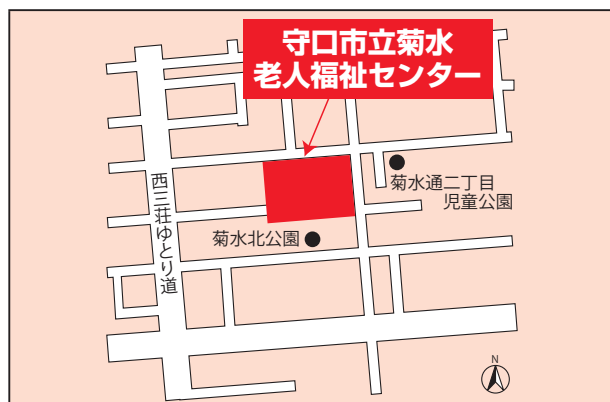 守口市立菊水
老人福祉センター
菊水通二丁目
児童公園
西三荘ゆとり道
菊水北公園
N